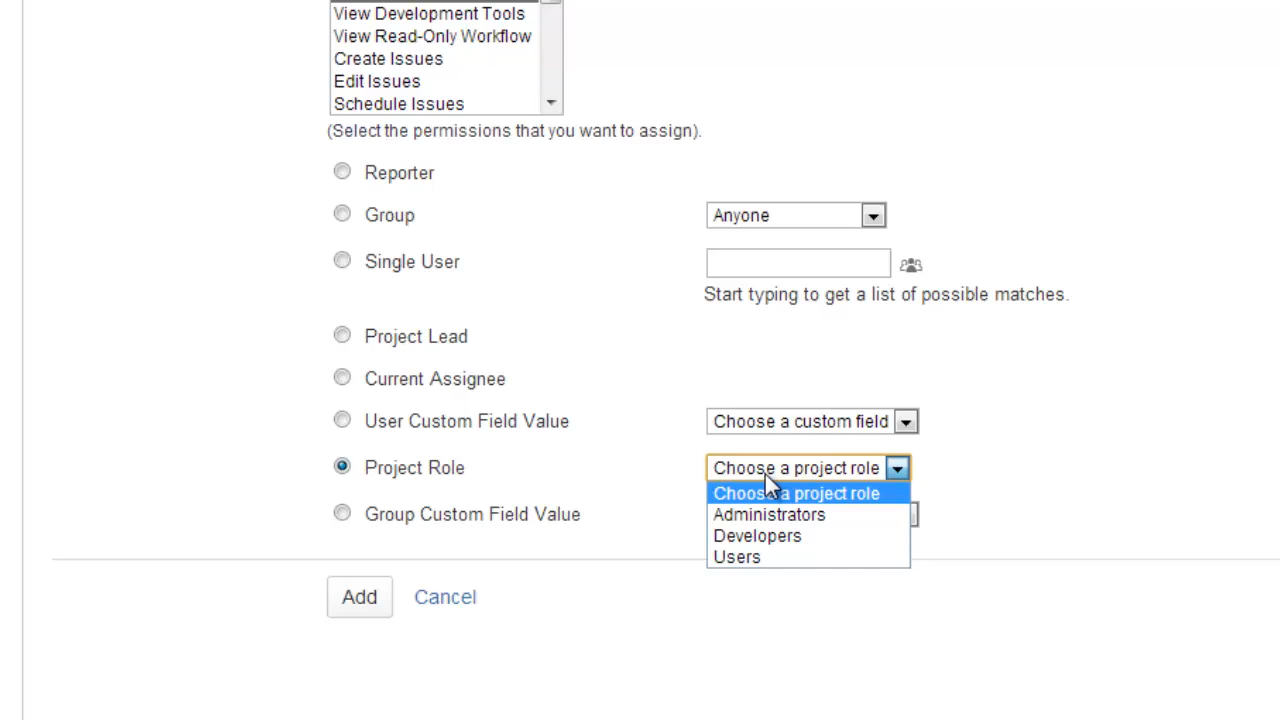 View Development Tools
View Read-Only Workflow
Create Issues
Edit Issues
Schedule Issues
(Select the permissions that you want to assign).
Reporter
Group Anyone
Single User
Start typing to get a list of possible matches.
Project Lead
Current Assignee
User Custom Field Value Choose a custom field
Project Role Choose a project role
Choose a project role
Group Custom Field Value Administrators
Developers
Users
Add Cancel